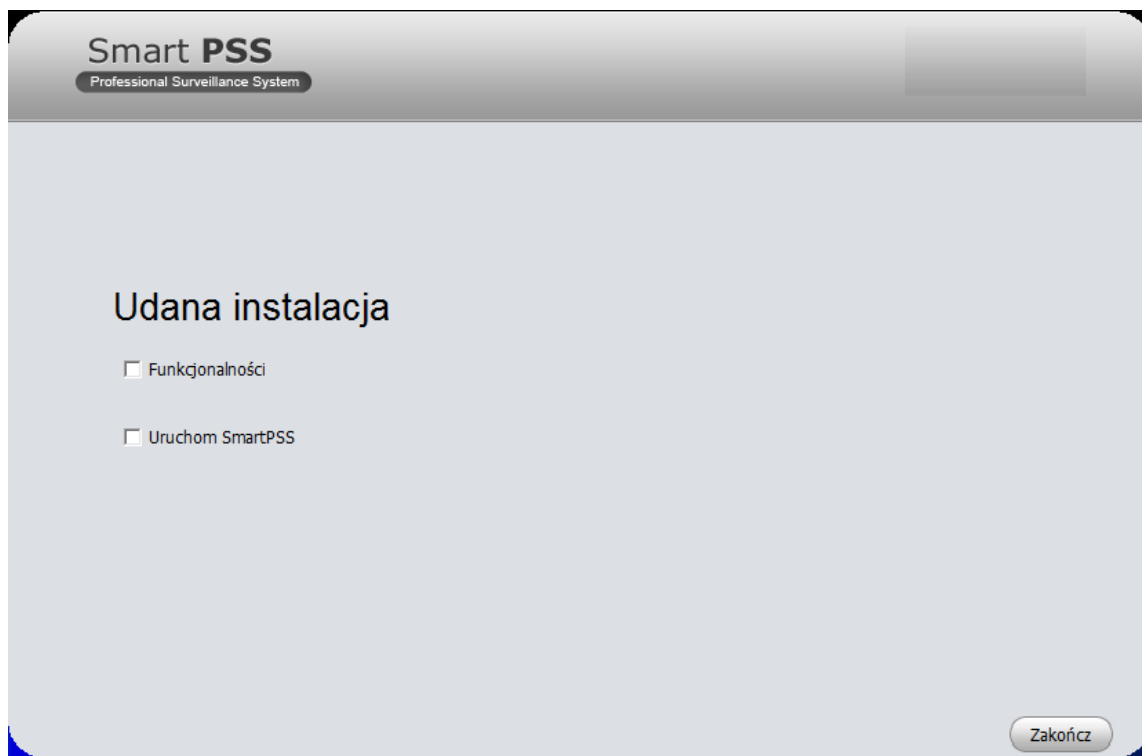 Smart PSS
Professional Surveillance System
Udana instalacja
Funkcjonalności
Uruchom SmartPSS
Zakończ